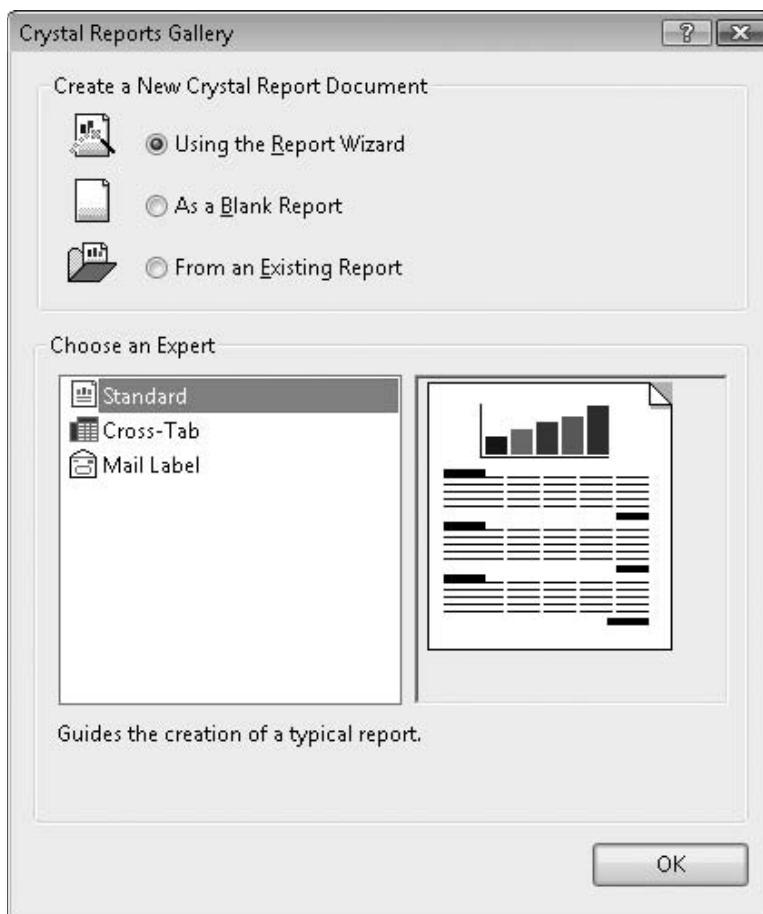 Crystal Reports Gallery
Create a New Crystal Report Document
Using the Report Wizard
As a Blank Report
From an Existing Report
Choose an Expert
Standard
Cross-Tab
Mail Label
Guides the creation of a typical report.
OK